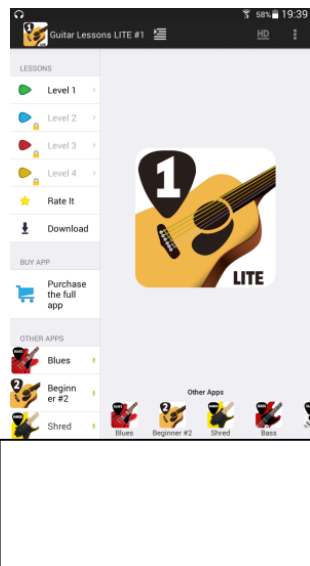 58% 19:39
Guitar Lessons LITE #1
HD
LESSONS
Level 1
Level 2
Level 3
Level 4
Rate It
Download
BUY APP
Purchase
the full
app
OTHER APPS
Blues
2
Beginn
er #2
Shred
1
LITE
Other Apps
2
Blues
Beginner #2
Shred
Bass